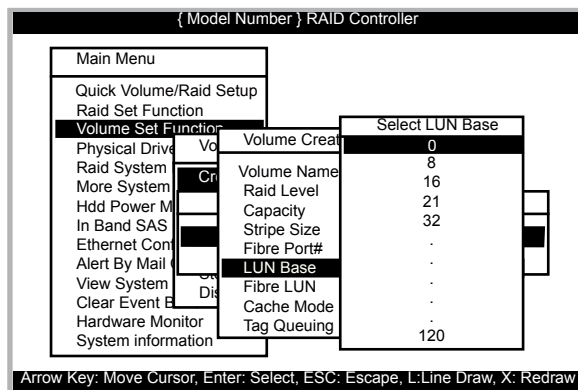 { Model Number } RAID Controller
Main Menu
Quick Volume/Raid Setup
Raid Set Function
Volume Set Function
Physical Drive
Raid System
More System
Hdd Power M
In Band SAS
Ethernet Conf
Alert By Mail
View System
Clear Event B
Hardware Monitor
System information
Vo
Cr
Dis
Volume Creat
Volume Name
Raid Level
Capacity
Stripe Size
Fibre Port#
LUN Base
Fibre LUN
Cache Mode
Tag Queuing
Select LUN Base
0
8
16
21
32
.
.
.
.
120
Arrow Key: Move Cursor, Enter: Select, ESC: Escape, L:Line Draw, X: Redraw